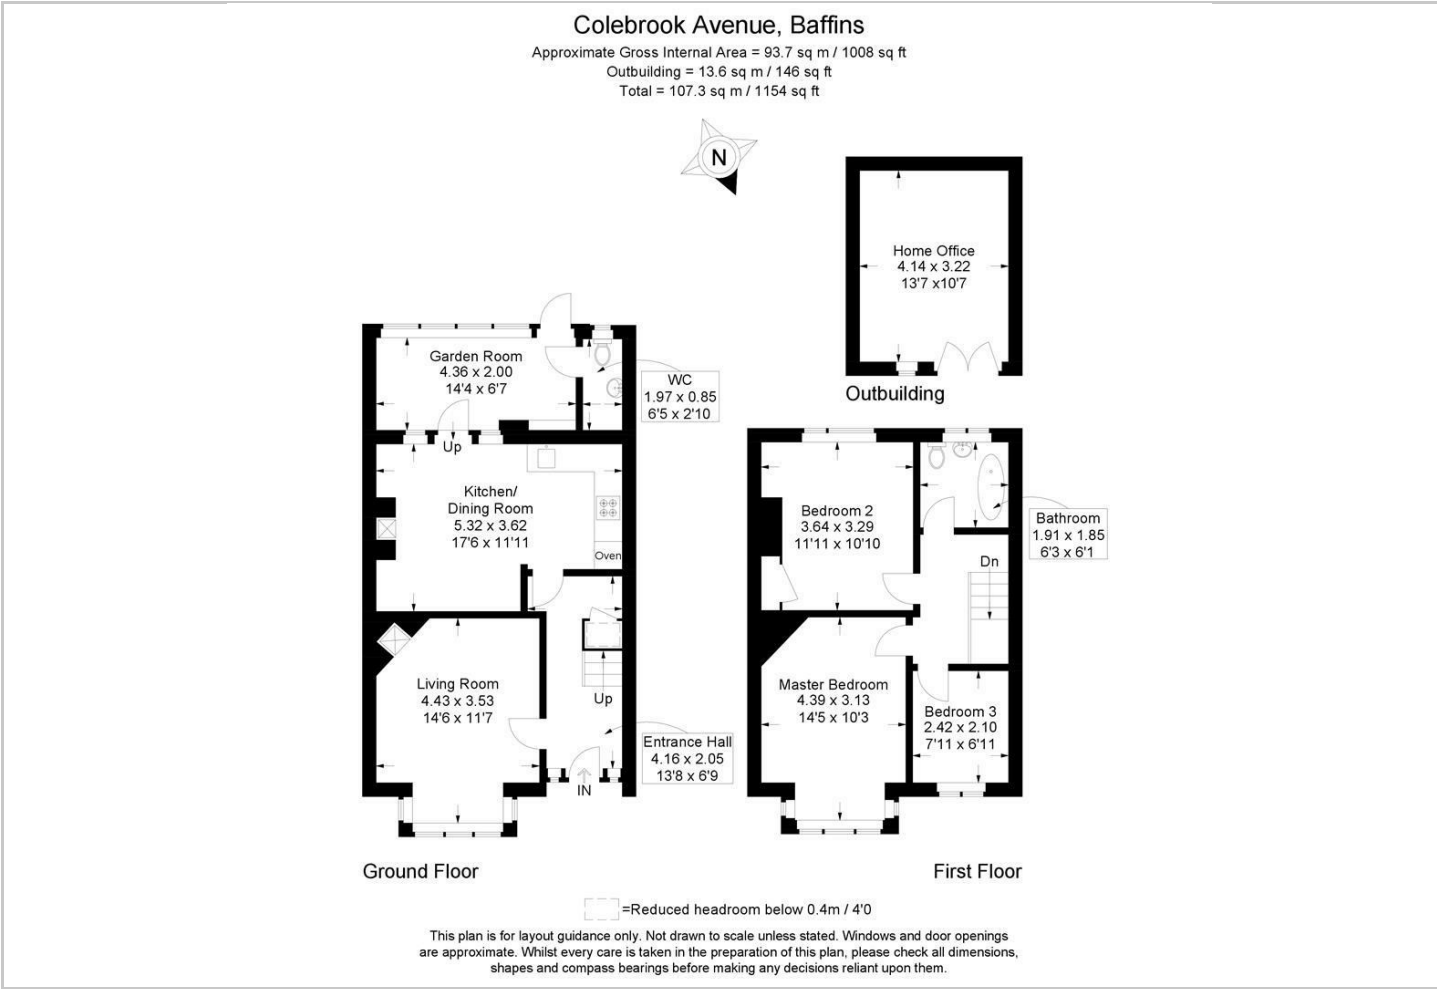 Colebrook Avenue, Baffins
Approximate Gross Internal Area = 93.7 sq m / 1008 sq ft
Outbuilding = 13.6 sq m / 146 sq ft
Total = 107.3 sq m / 1154 sq ft
N
Home Office
4.14 x 3.22
13'7 x10'7
Outbuilding
Garden Room
4.36 x 2.00
14'4 x 6'7
WC
1.97 x 0.85
6'5 x 2'10
Up
Kitchen/
Dining Room
5.32 x 3.62
17'6 x 11'11
Oven
Living Room
4.43 x 3.53
14'6 x 11'7
Up
Entrance Hall
4.16 x 2.05
13'8 x 6'9
IN
Ground Floor
Bedroom 2
3.64 x 3.29
11'11 x 10'10
Bathroom
1.91 x 1.85
6'3 x 6'1
Dn
Master Bedroom
4.39 x 3.13
14'5 x 10'3
Bedroom 3
2.42 x 2.10
7'11 x 6'11
First Floor
=Reduced headroom below 0.4m / 4'0
This plan is for layout guidance only. Not drawn to scale unless stated. Windows and door openings
are approximate. Whilst every care is taken in the preparation of this plan, please check all dimensions,
shapes and compass bearings before making any decisions reliant upon them.